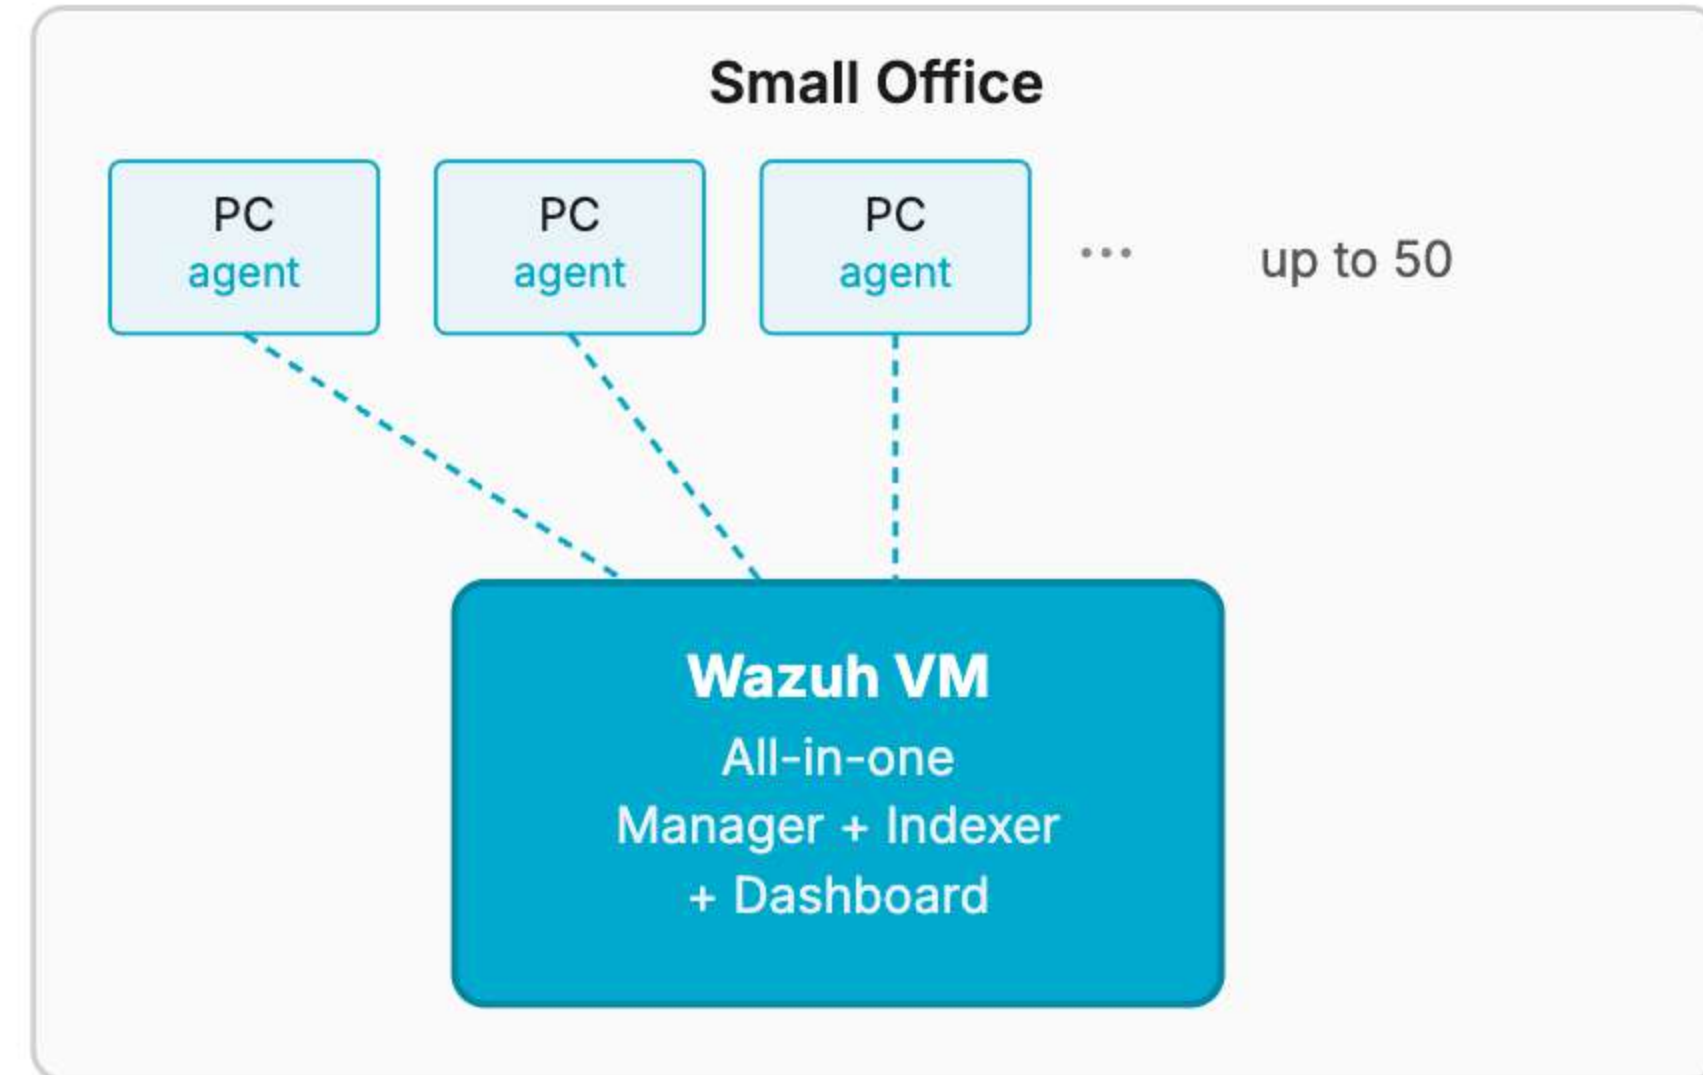 Small Office
PC
agent
PC
agent
PC
agent
...
up to 50
Wazuh VM
All-in-one
Manager + Indexer
+ Dashboard